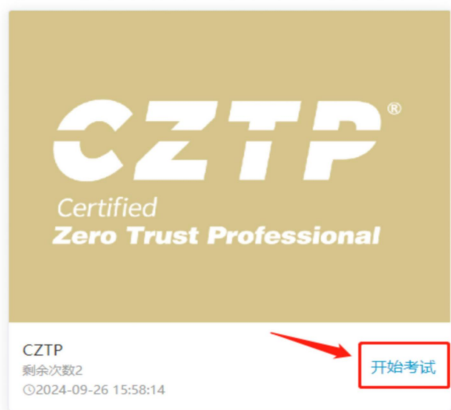 CZTP®
Certified
Zero Trust Professional
CZTP
剩余次数2
2024-09-26 15:58:14
开始考试